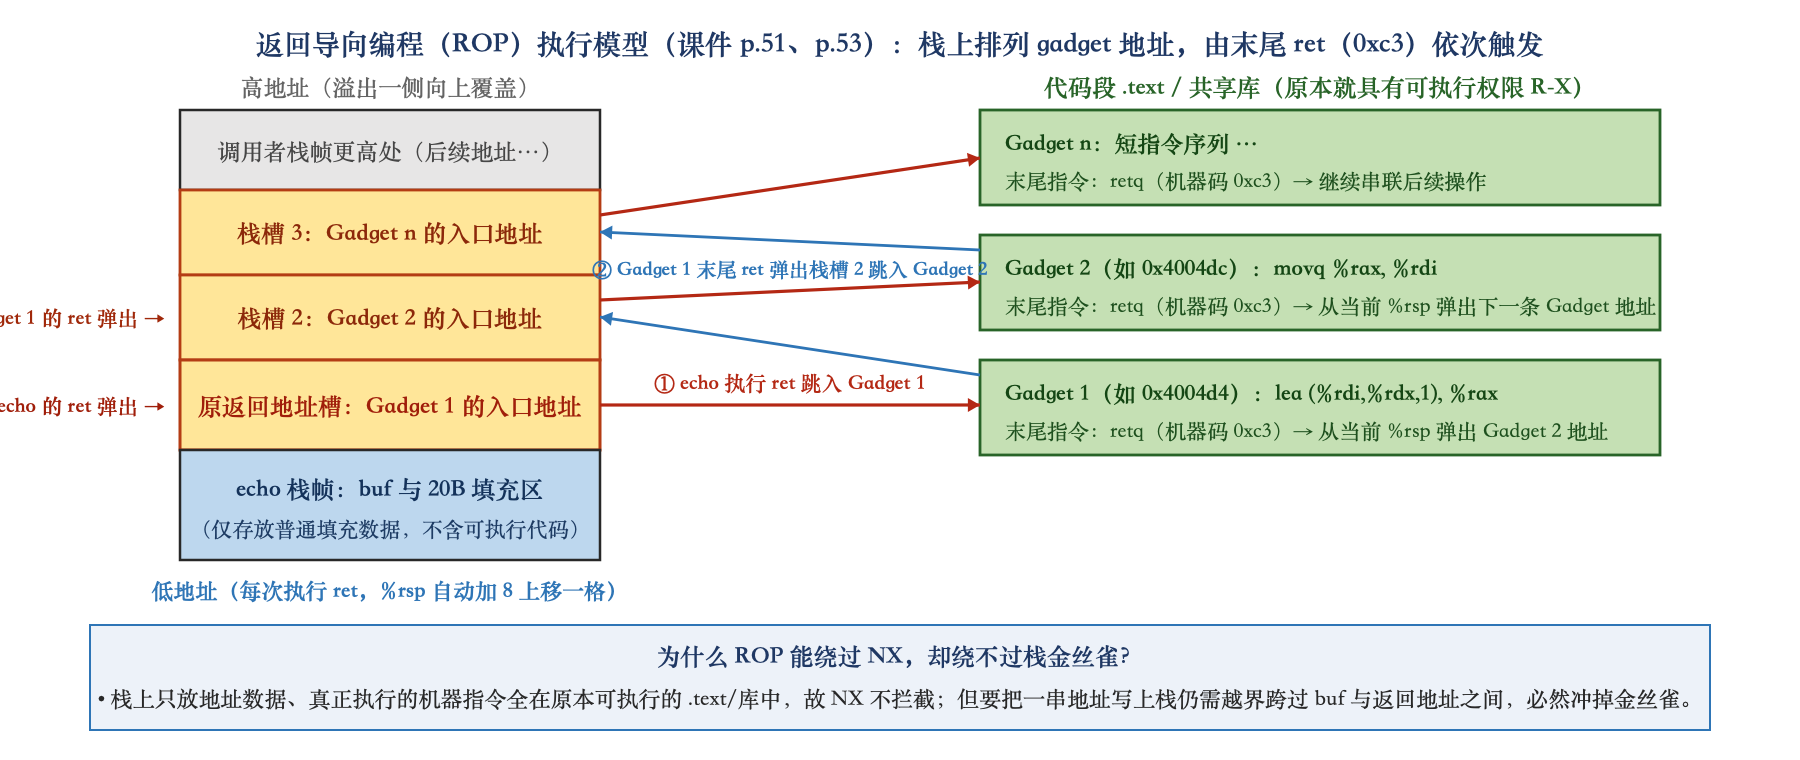 返回导向编程（ROP）执行模型（课件 p.51、p.53）：栈上排列 gadget 地址，由末尾 ret（0xc3）依次触发
高地址（溢出一侧向上覆盖）
代码段 .text / 共享库（原本就具有可执行权限 R-X）
调用者栈帧更高处（后续地址…）
Gadget n：短指令序列 …
末尾指令：retq（机器码 0xc3）→ 继续串联后续操作
栈槽 3：Gadget n 的入口地址
② Gadget 1 末尾 ret 弹出栈槽 2 跳入 Gadget 2
Gadget 2（如 0x4004dc）：movq %rax, %rdi
末尾指令：retq（机器码 0xc3）→ 从当前 %rsp 弹出下一条 Gadget 地址
get 1 的 ret 弹出 →
栈槽 2：Gadget 2 的入口地址
① echo 执行 ret 跳入 Gadget 1
Gadget 1（如 0x4004d4）：lea (%rdi,%rdx,1), %rax
末尾指令：retq（机器码 0xc3）→ 从当前 %rsp 弹出 Gadget 2 地址
echo 的 ret 弹出 →
原返回地址槽：Gadget 1 的入口地址
echo 栈帧：buf 与 20B 填充区
（仅存放普通填充数据，不含可执行代码）
低地址（每次执行 ret，%rsp 自动加 8 上移一格）
为什么 ROP 能绕过 NX，却绕不过栈金丝雀?
• 栈上只放地址数据、真正执行的机器指令全在原本可执行的 .text/库中，故 NX 不拦截；但要把一串地址写上栈仍需越界跨过 buf 与返回地址之间，必然冲掉金丝雀。